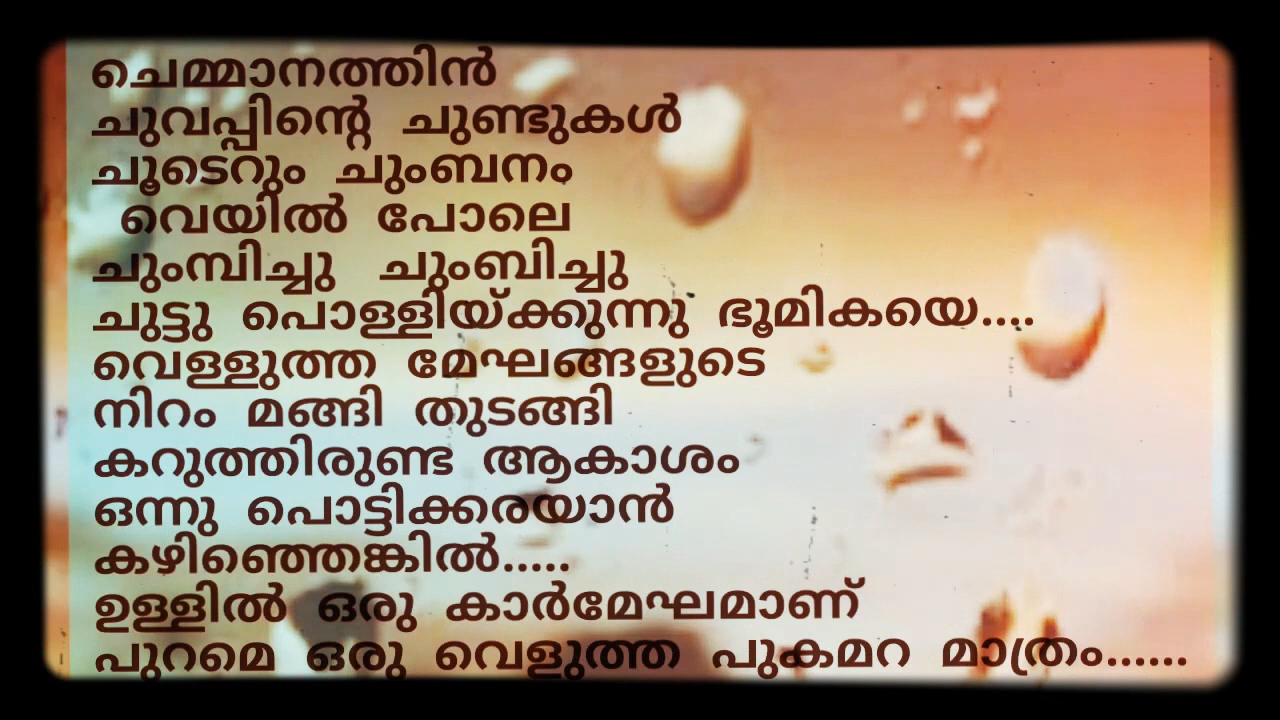 ചെമ്മാനത്തിൻ
ചുവപ്പിന്റെ ചുണ്ടുകൾ
ചൂടെറും ചുംബനം
വെയിൽ പോലെ
ചുംമ്പിച്ചു ചുംബിച്ചു
ചുട്ടു പൊള്ളിയ്ക്കുന്നു ഭൂമികയെ....
വെള്ളുത്ത മേഘങ്ങളുടെ
നിറം മങ്ങി തുടങ്ങി
കറുത്തിരുണ്ട ആകാശം
ഒന്നു പൊട്ടിക്കരയാൻ
കഴിഞ്ഞെങ്കിൽ.....
ഉള്ളിൽ ഒരു കാർമേഘമാണ്
പുറമെ ഒരു വെളുത്ത പുകമറ മാത്രം......